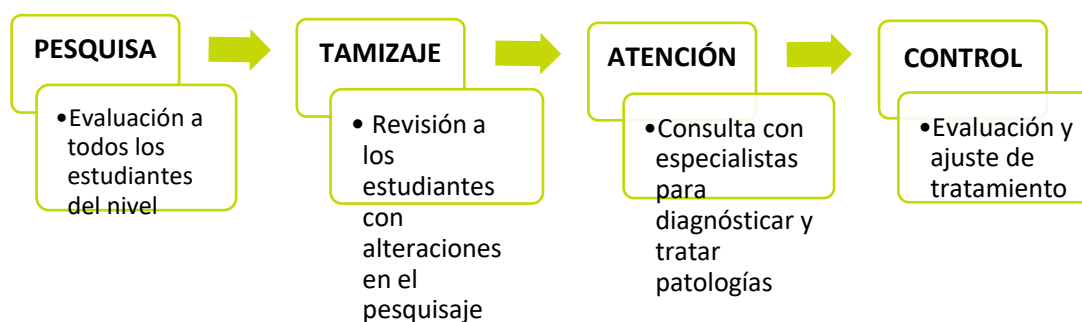 PESQUISA
•Evaluación a
todos los
estudiantes
del nivel
TAMIZAJE
• Revisión a
los
estudiantes
con
alteraciones
en el
pesquisaje
ATENCIÓN
•Consulta con
especialistas
para
diagnósticar y
tratar
patologías
CONTROL
•Evaluación y
ajuste de
tratamiento